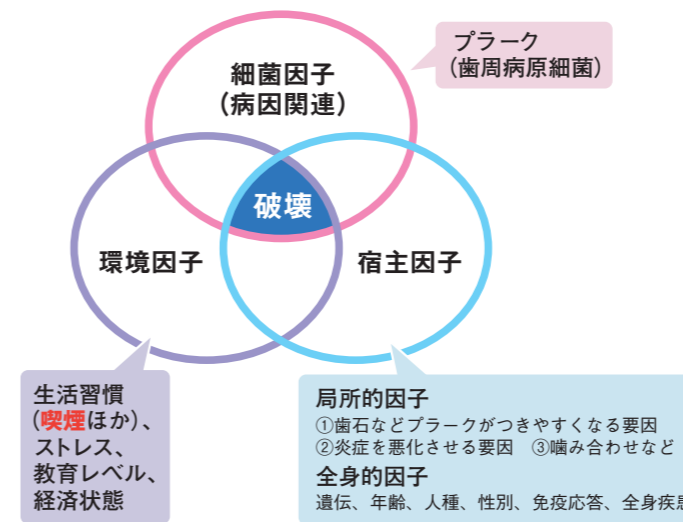 細菌因子
(病因関連)
プラーク
(歯周病原細菌)
破壊
環境因子
宿主因子
生活習慣
(喫煙ほか)、
ストレス、
教育レベル、
経済状態
局所的因子
①歯石などプラークがつきやすくなる要因
②炎症を悪化させる要因　③噛み合わせなど
全身的因子
遺伝、年齢、人種、性別、免疫応答、全身疾患